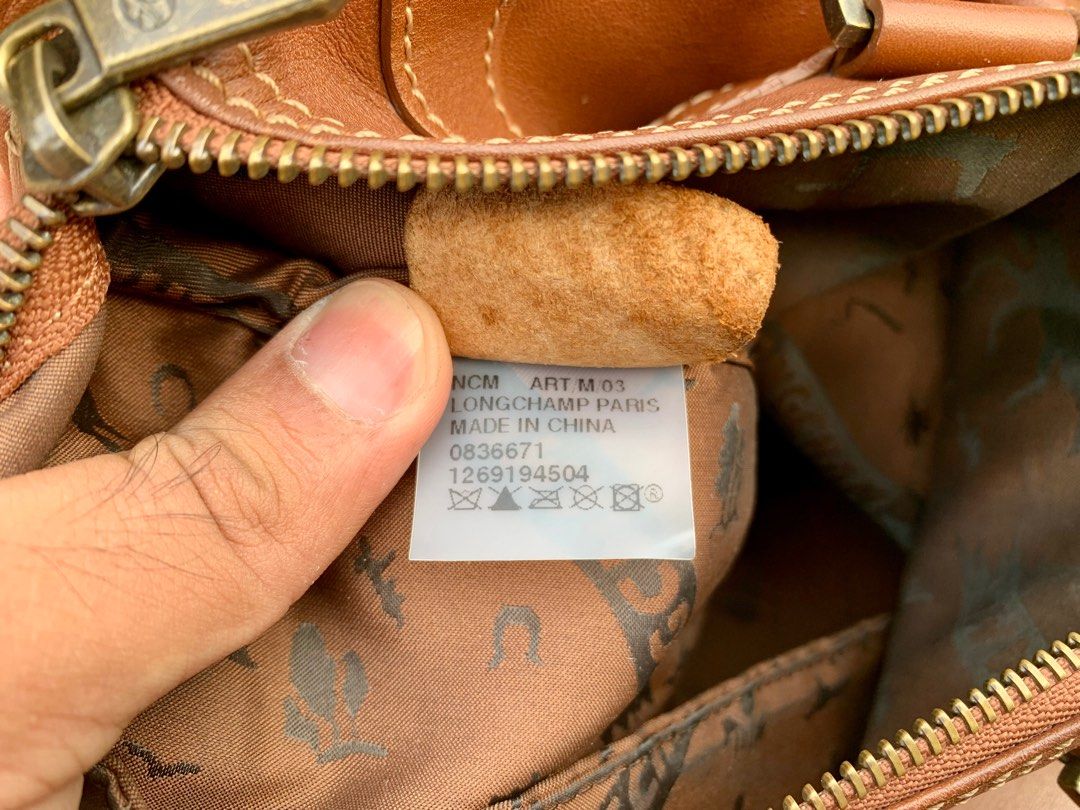 NCM ART/M/03
LONGCHAMP PARIS
MADE IN CHINA
0836671
1269194504
®